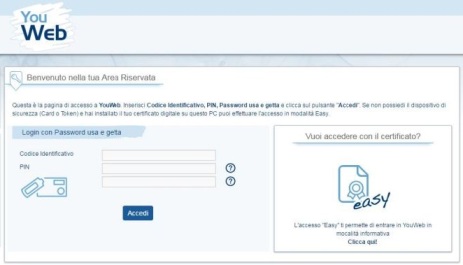 You
Web
Benvenuto nella tua Area Riservata
Questa è la pagina di accesso a YouWeb. Inserisci Codice Identificativo, PIN, Password usa e getta e clicca sul pulsante "Accedi". Se non possiedi il dispositivo di
sicurezza (Card o Token) e hai installato il tuo certificato digitale su questo PC puoi effettuare l'accesso in modalità Easy.
Login con Password usa e getta
Codice Identificativo
PIN
?
?
Accedi
Vuoi accedere con il certificato?
easy
L'accesso "Easy" ti permette di entrare in YouWeb in
modalità informativa
Clicca qui!